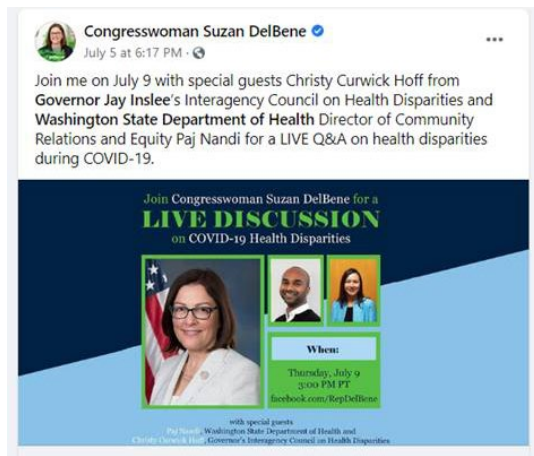 Congresswoman Suzan DelBene
July 5 at 6:17 PM ·
Join me on July 9 with special guests Christy Curwick Hoff from
Governor Jay Inslee's Interagency Council on Health Disparities and
Washington State Department of Health Director of Community
Relations and Equity Paj Nandi for a LIVE Q&A on health disparities
during COVID-19.
Join Congresswoman Suzan DelBene for a
LIVE DISCUSSION
on COVID-19 Health Disparities
When:
Thursday, July 9
3:00 PM PT
facebook.com/RepDelBene
with special guests
Paj Nandi, Washington State Department of Health and
Christy Curwick Hoff, Governor's Interagency Council on Health Disparities